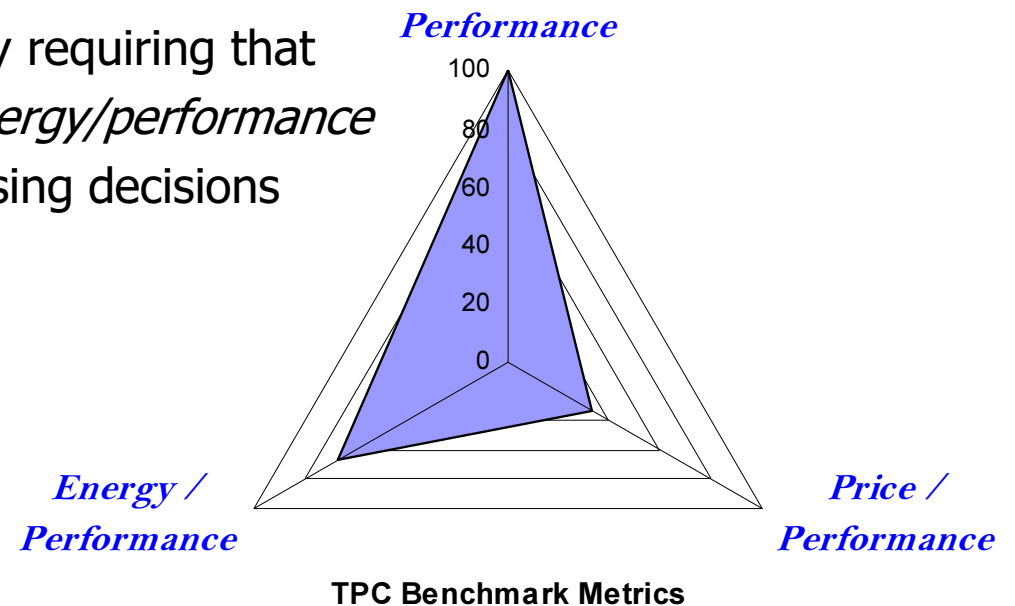 y requiring that
ergy/performance
sing decisions
Performance
100
80
60
40
20
0
Energy /
Performance
Price /
Performance
TPC Benchmark Metrics